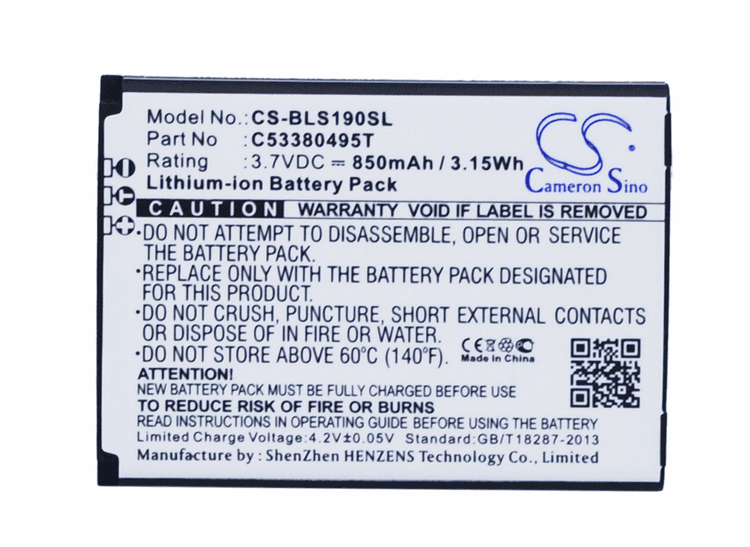 Model No.: CS-BLS190SL
Part No : C53380495T
Rating : 3.7VDC ⎓ 850mAh / 3.15Wh
Lithium-ion Battery Pack
CS
Cameron Sino
CAUTION WARRANTY VOID IF LABEL IS REMOVED
•DO NOT ATTEMPT TO DISASSEMBLE, OPEN OR SERVICE
THE BATTERY PACK.
•REPLACE ONLY WITH THE BATTERY PACK DESIGNATED
FOR THIS PRODUCT.
•DO NOT CRUSH, PUNCTURE, SHORT EXTERNAL CONTACTS
OR DISPOSE OF IN FIRE OR WATER.
•DO NOT STORE ABOVE 60°C (140°F).
CE
Made In China
ATTENTION!
NEW BATTERY PACK MUST BE FULLY CHARGED BEFORE USE
MAY EXPLODE, LEAK OR CATCH OF FIRE OR BURNS
READ INSTRUCTIONS IN OPERATING GUIDE BEFORE USING BATTERY
Limited Charge Voltage:4.2V±0.05V Standard:GB/T18287-2013
Manufacture by : ShenZhen HENZENS Technology Co., Limited